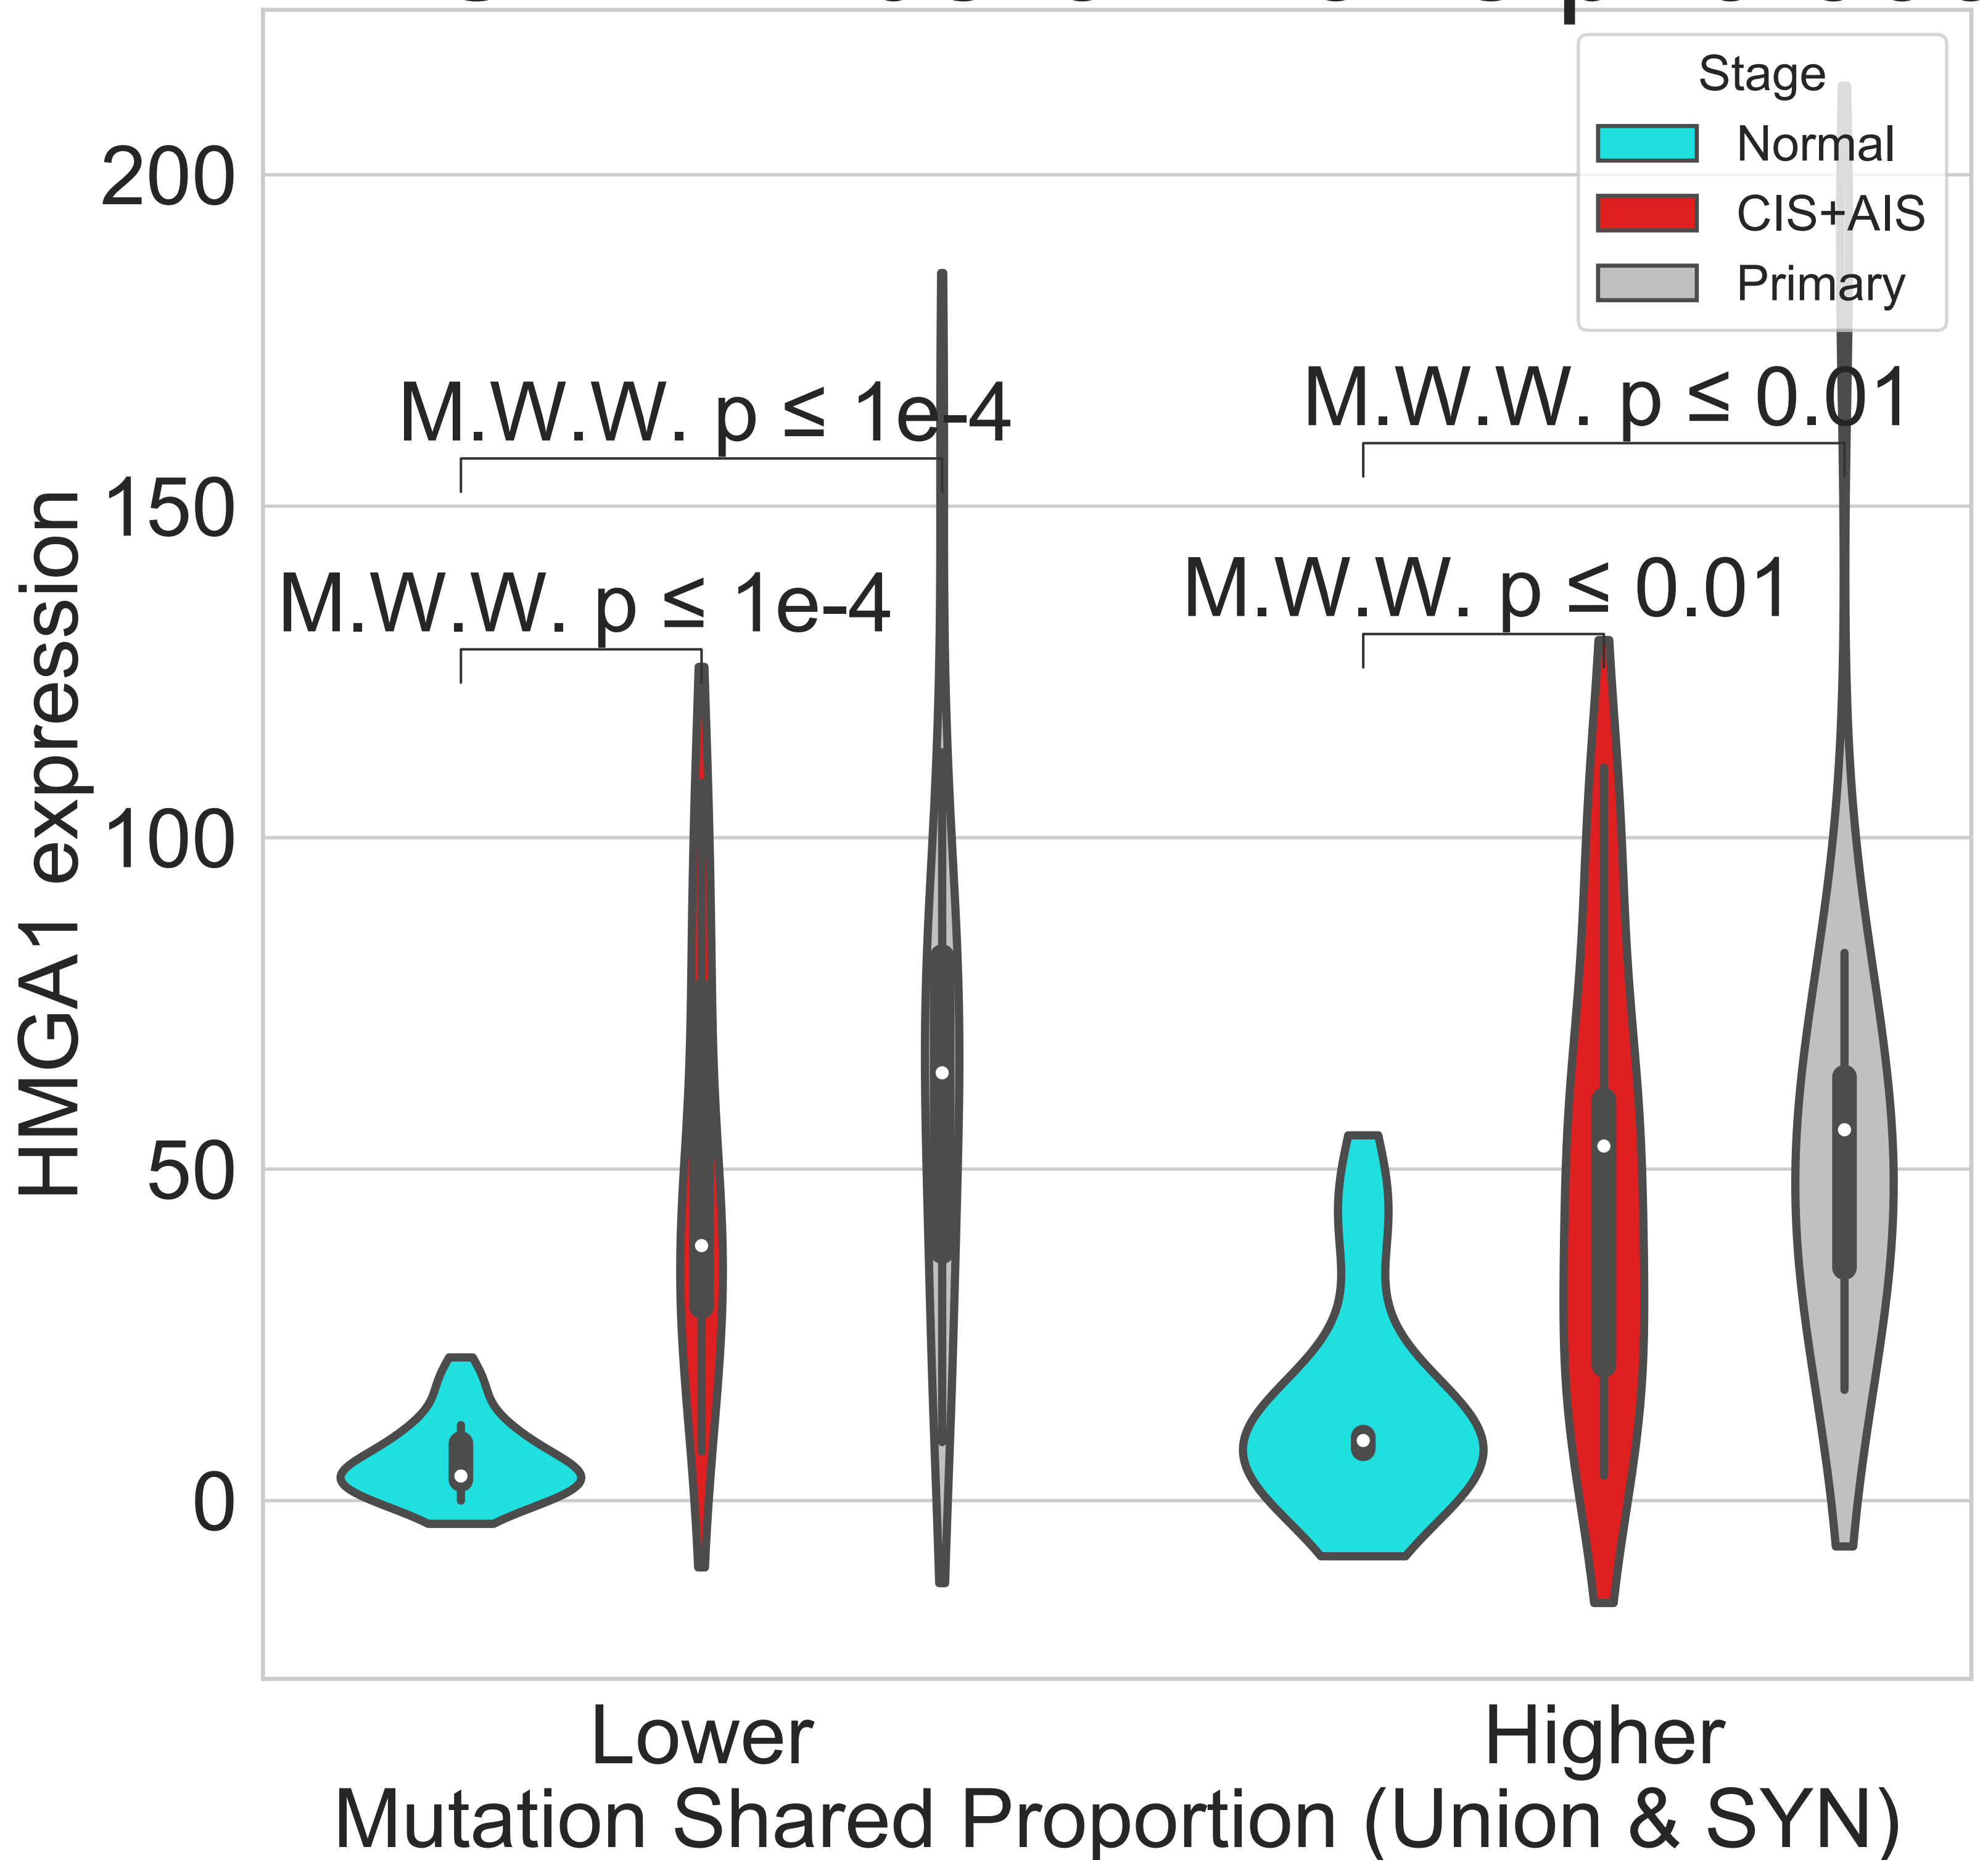 Stage
Normal
CIS+AIS
Primary
200
150
100
50
0
HMGA1 expression
M.W.W. p ≤ 1e-4
M.W.W. p ≤ 0.01
M.W.W. p ≤ 1e-4
M.W.W. p ≤ 0.01
Lower
Higher
Mutation Shared Proportion (Union & SYN)